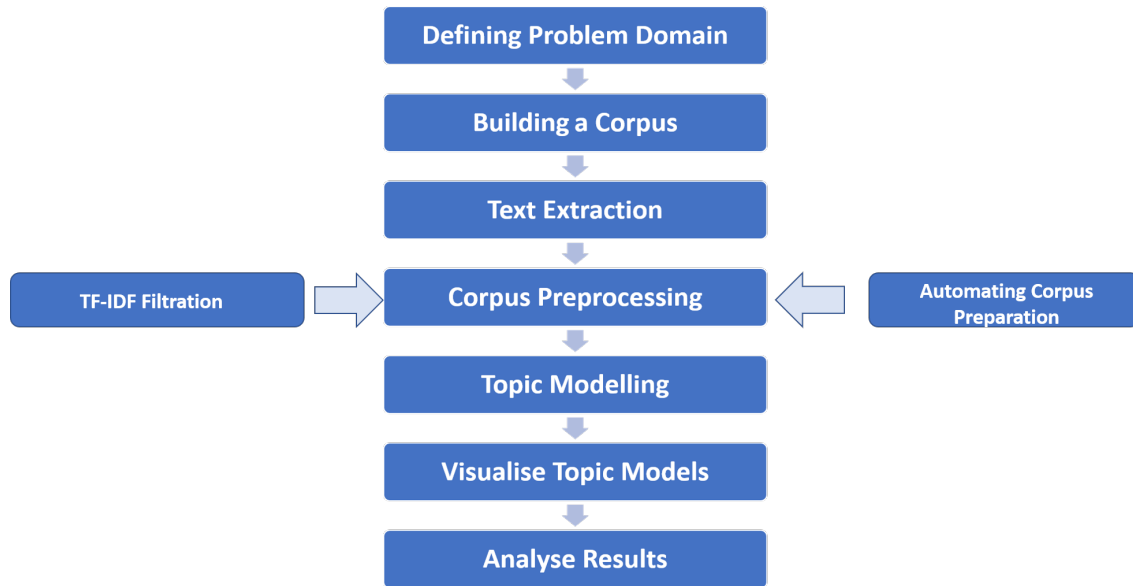 Defining Problem Domain
Building a Corpus
Text Extraction
TF-IDF Filtration
Corpus Preprocessing
Automating Corpus
Preparation
Topic Modelling
Visualise Topic Models
Analyse Results